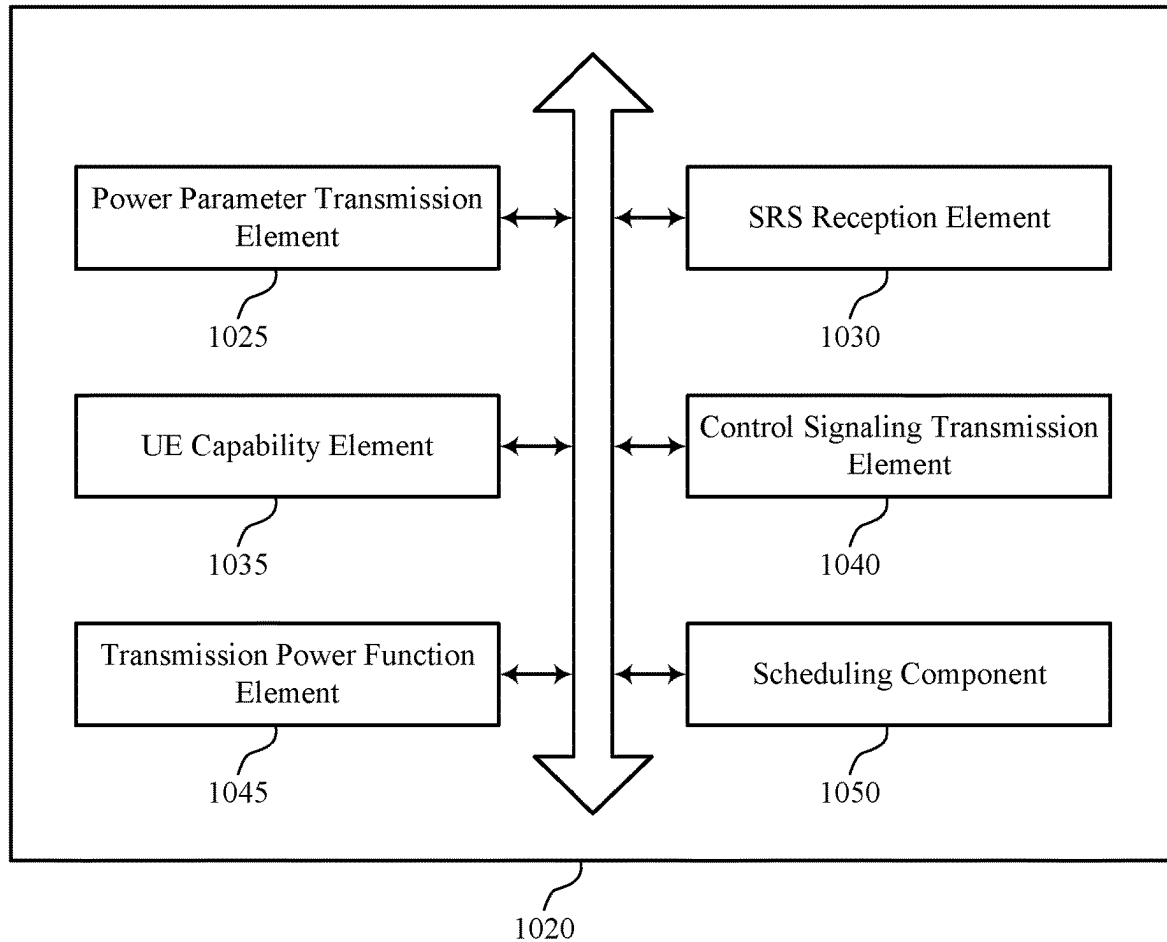 Power Parameter Transmission
Element
1025
SRS Reception Element
1030
UE Capability Element
1035
Control Signaling Transmission
Element
1040
Transmission Power Function
Element
1045
Scheduling Component
1050
1020